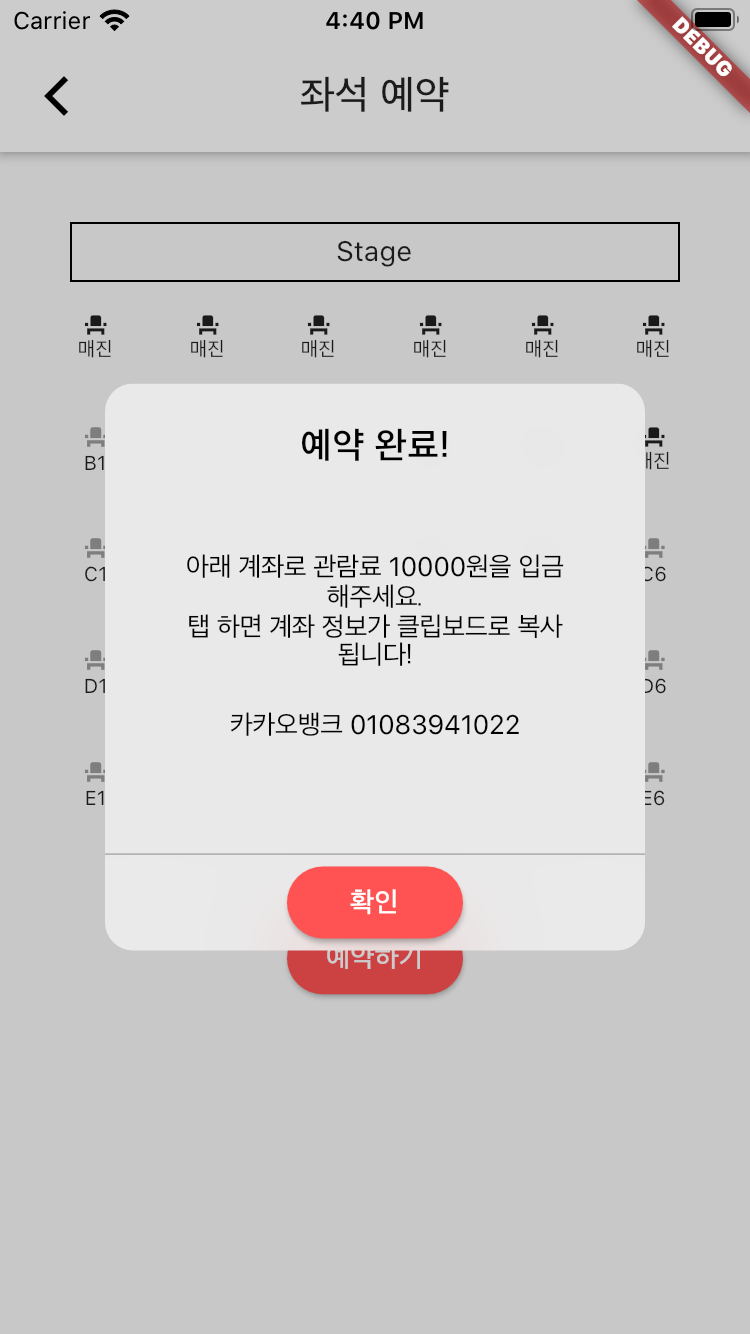 Carrier 4:40 PM
DEBUG
좌석 예약
Stage
매진 매진 매진 매진 매진 매진
예약 완료!
B1
C1 C6
아래 계좌로 관람료 10000원을 입금
해주세요.
탭 하면 계좌 정보가 클립보드로 복사
됩니다!
D1 D6
카카오뱅크 01083941022
E1 E6
확인
예약하기